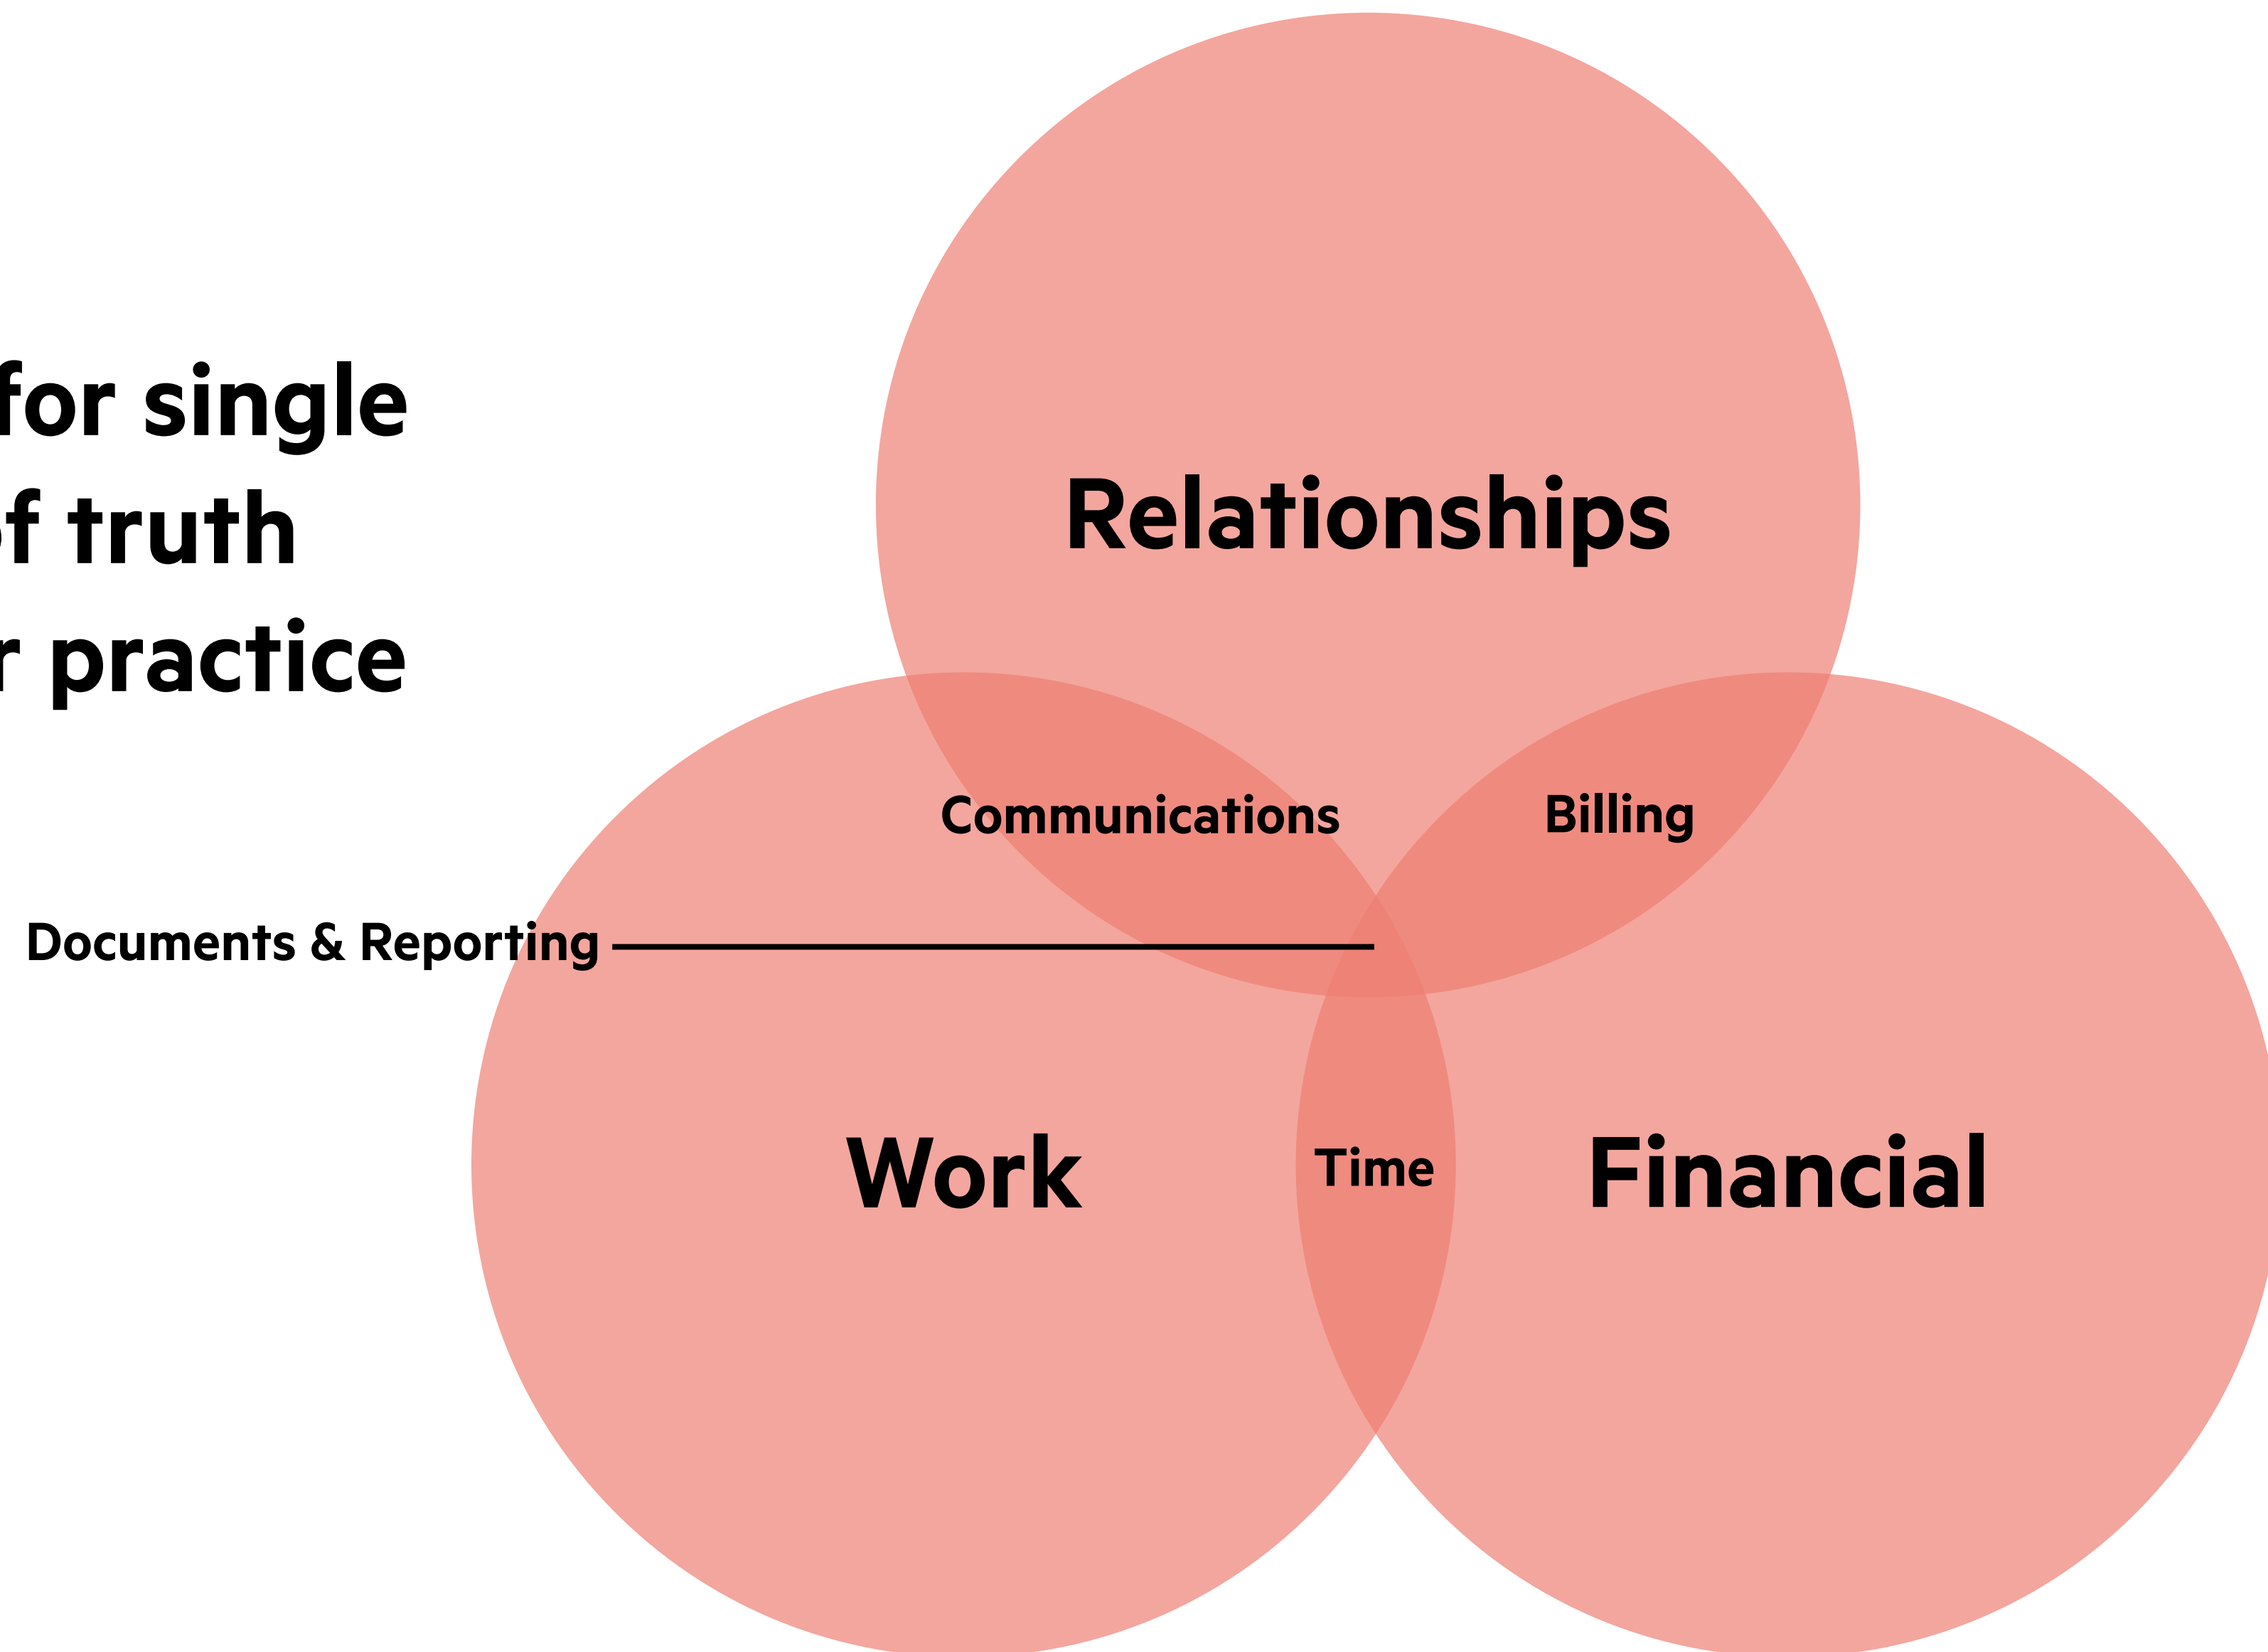 for single
f truth
r practice
Relationships
Communications
Billing
Documents & Reporting
Work
Time
Financial